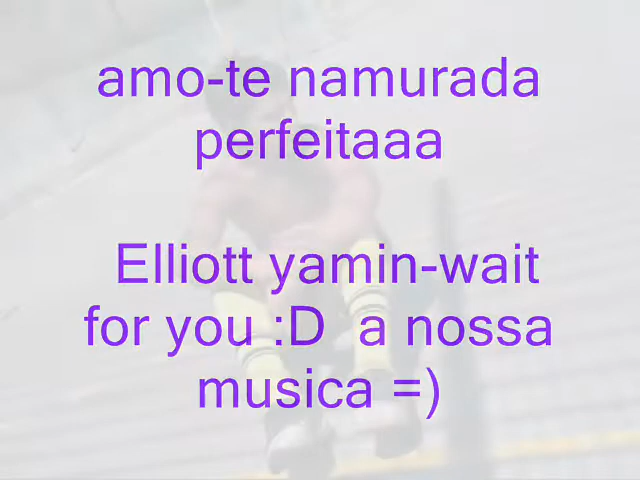 amo-te namurada
perfeitaaa
Elliott yamin-wait
for you :D  a nossa
musica =)